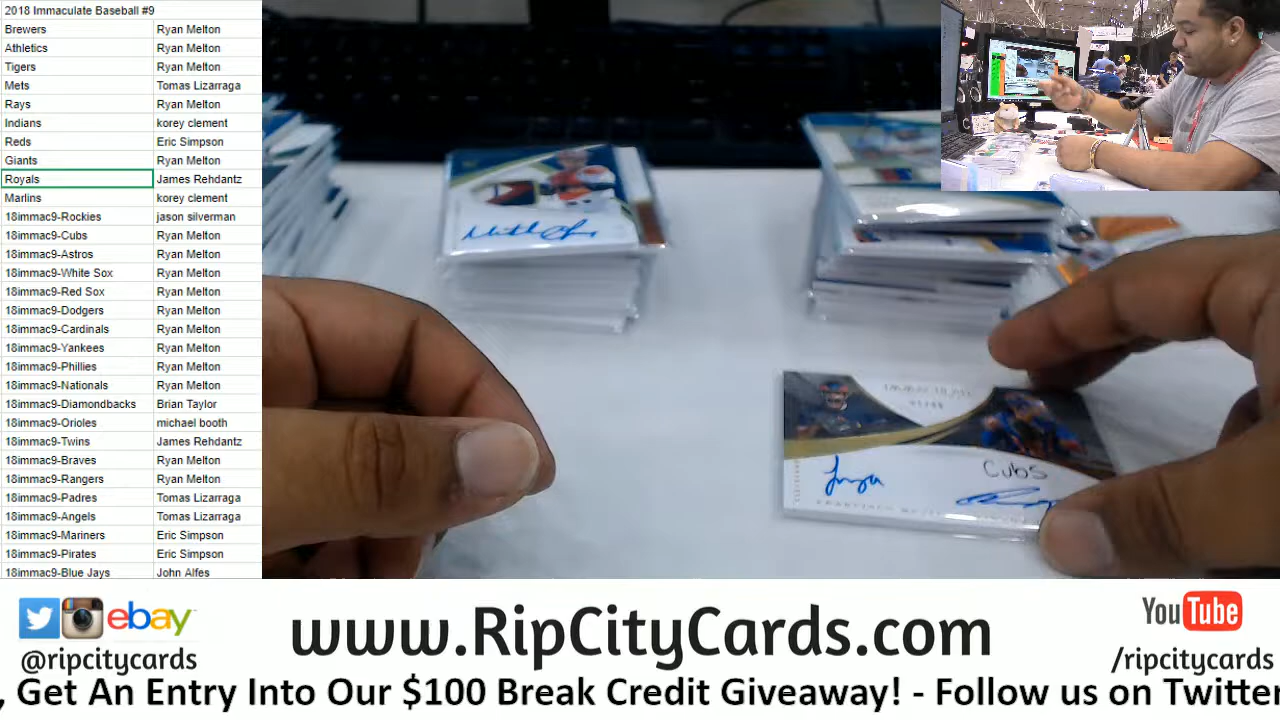 2018 Immaculate Baseball #9
Brewers Ryan Melton
Athletics Ryan Melton
Tigers Ryan Melton
Mets Tomas Lizarraga
Rays Ryan Melton
Indians korey clement
Reds Eric Simpson
Giants Ryan Melton
Royals James Rehdantz
Marlins korey clement
18immac9-Rockies jason silverman
18immac9-Cubs Ryan Melton
18immac9-Astros Ryan Melton
18immac9-White Sox Ryan Melton
18immac9-Red Sox Ryan Melton
18immac9-Dodgers Ryan Melton
18immac9-Cardinals Ryan Melton
18immac9-Yankees Ryan Melton
18immac9-Phillies Ryan Melton
18immac9-Nationals Ryan Melton
18immac9-Diamondbacks Brian Taylor
18immac9-Orioles michael booth
18immac9-Twins James Rehdantz
18immac9-Braves Ryan Melton
18immac9-Rangers Ryan Melton
18immac9-Padres Tomas Lizarraga
18immac9-Angels Tomas Lizarraga
18immac9-Mariners Eric Simpson
18immac9-Pirates Eric Simpson
18immac9-Blue Jays John Alfes
Cubs
ebay
@ripcitycards
www.RipCityCards.com
YouTube
/ripcitycards
, Get An Entry Into Our $100 Break Credit Giveaway! - Follow us on Twitter